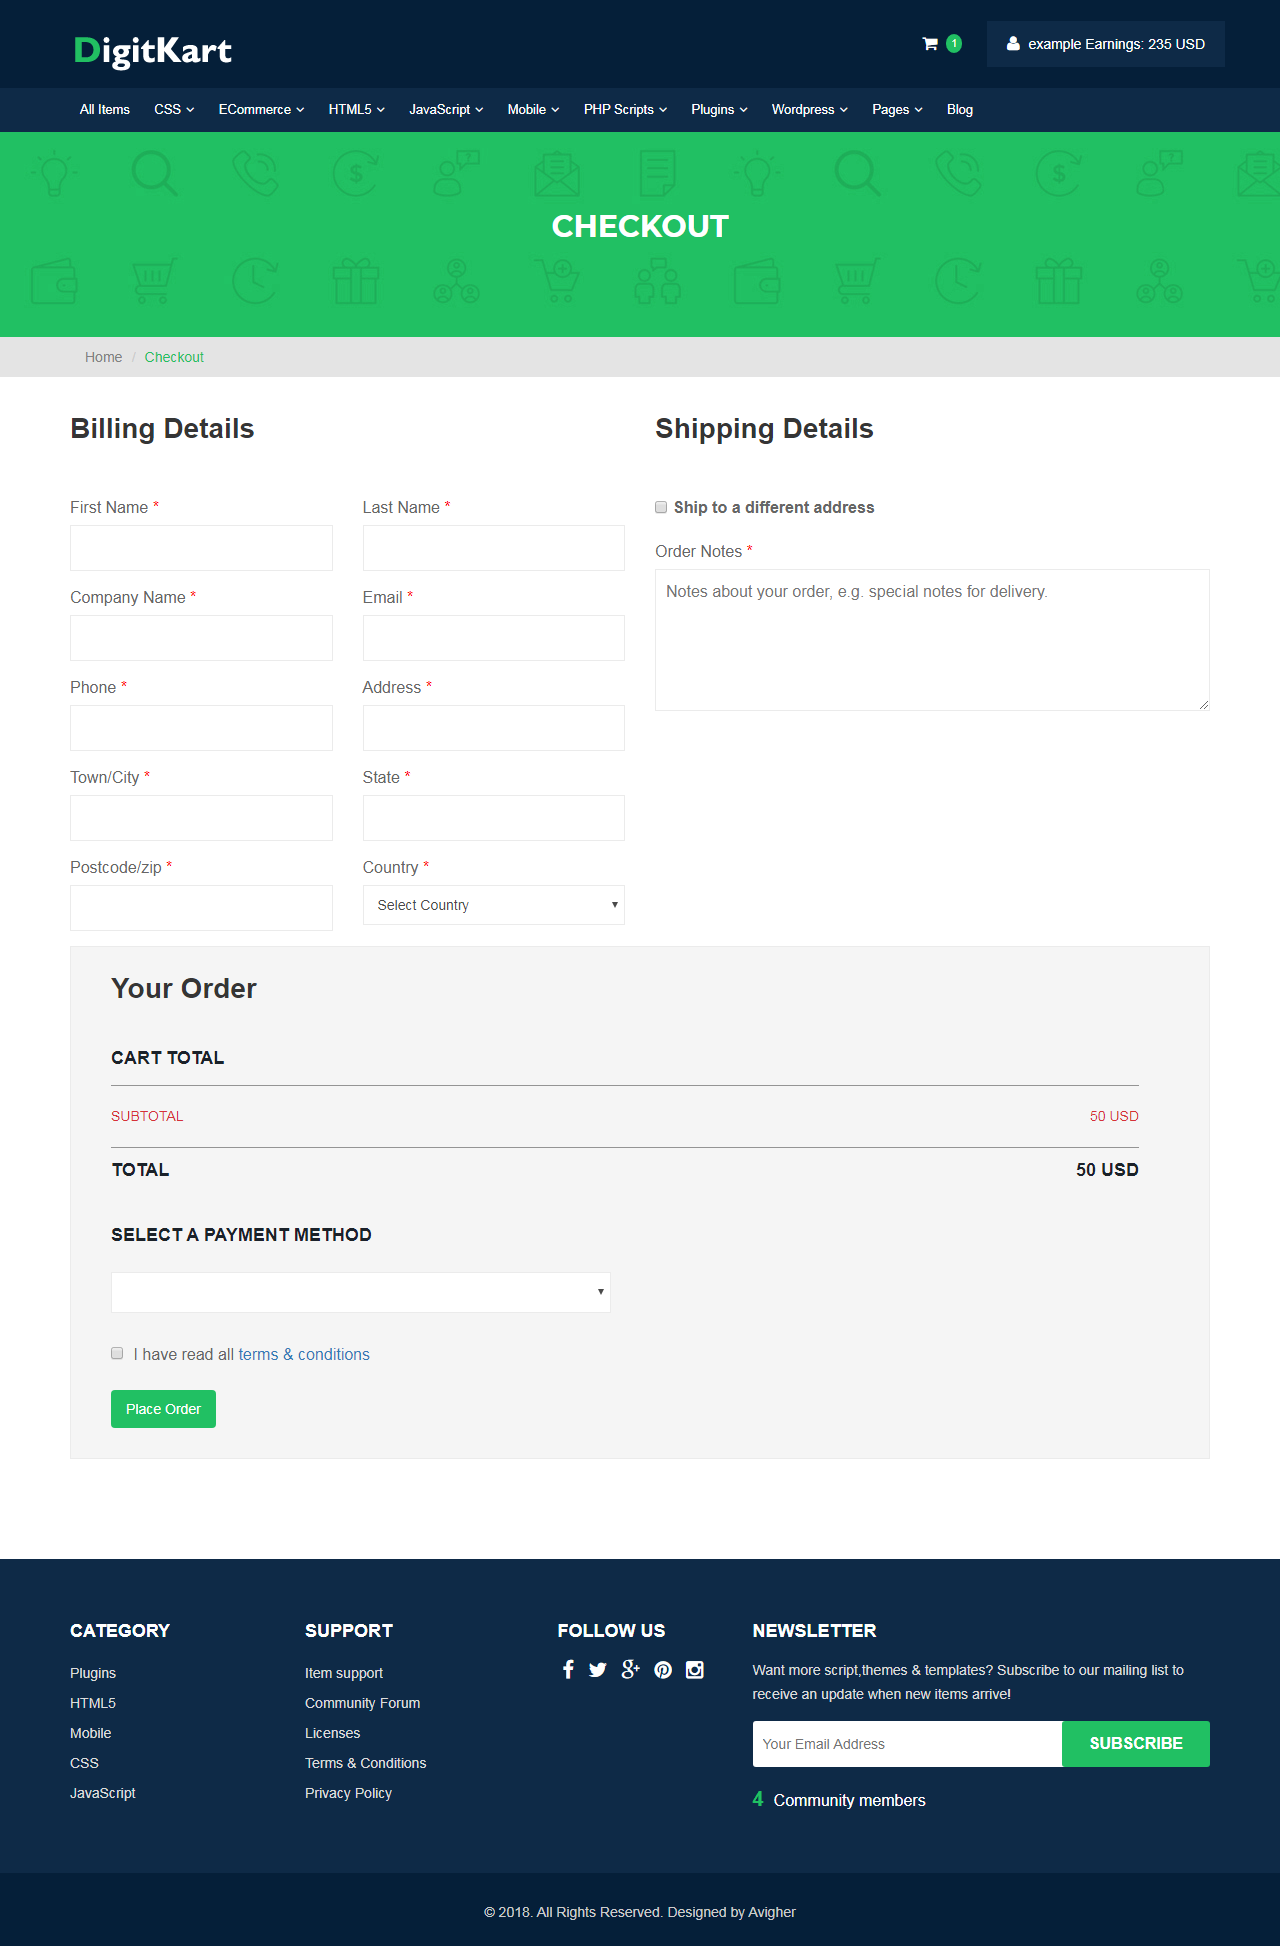 DigitKart
1
example Earnings: 235 USD
All Items CSS ECommerce HTML5 JavaScript Mobile PHP Scripts Plugins Wordpress Pages Blog
CHECKOUT
Home / Checkout
Billing Details
Shipping Details
First Name *
Last Name *
Ship to a different address
Order Notes *
Notes about your order, e.g. special notes for delivery.
Company Name *
Email *
Phone *
Address *
Town/City *
State *
Postcode/zip *
Country *
Select Country
Your Order
CART TOTAL
SUBTOTAL 50 USD
TOTAL 50 USD
SELECT A PAYMENT METHOD
I have read all terms & conditions
Place Order
CATEGORY
Plugins
HTML5
Mobile
CSS
JavaScript
SUPPORT
Item support
Community Forum
Licenses
Terms & Conditions
Privacy Policy
FOLLOW US
NEWSLETTER
Want more script,themes & templates? Subscribe to our mailing list to
receive an update when new items arrive!
Your Email Address
SUBSCRIBE
4 Community members
© 2018. All Rights Reserved. Designed by Avigher